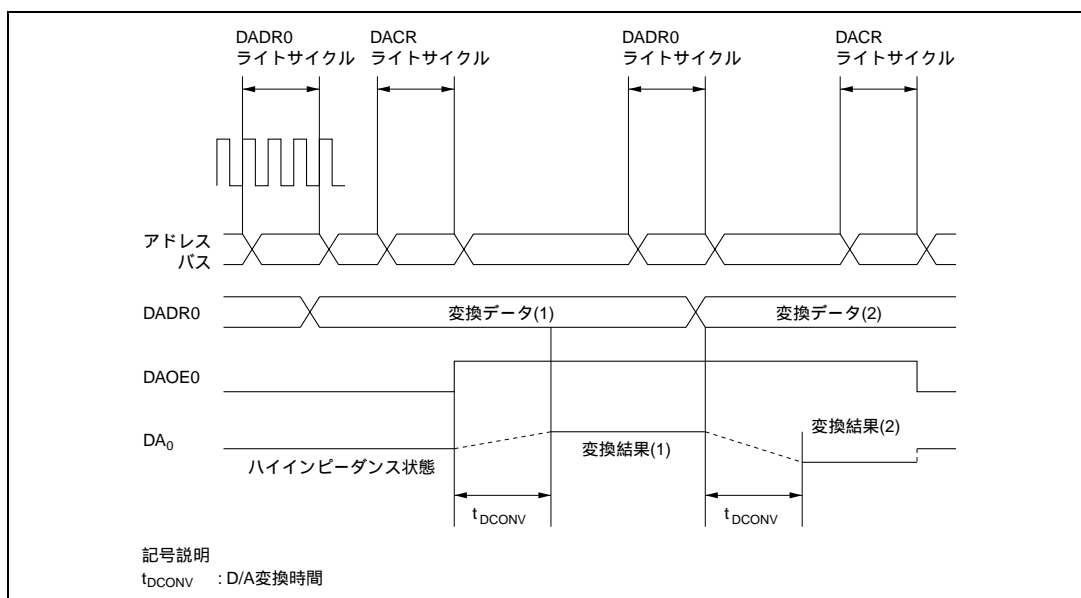 DADR0
ライトサイクル
DACR
ライトサイクル
DADR0
ライトサイクル
DACR
ライトサイクル
アドレス
バス
DADR0
変換データ(1)
変換データ(2)
DAOE0
DA0
ハイインピーダンス状態
変換結果(1)
変換結果(2)
tDCONV
tDCONV
記号説明
tDCONV : D/A変換時間